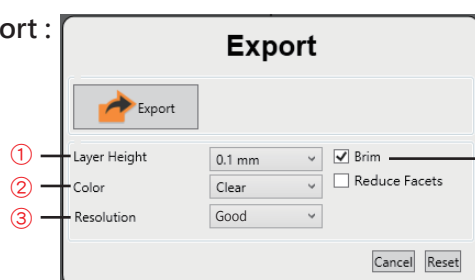 ort :
Export
Export
① Layer Height 0.1 mm Brim
② Color Clear Reduce Facets
③ Resolution Good
Cancel Reset